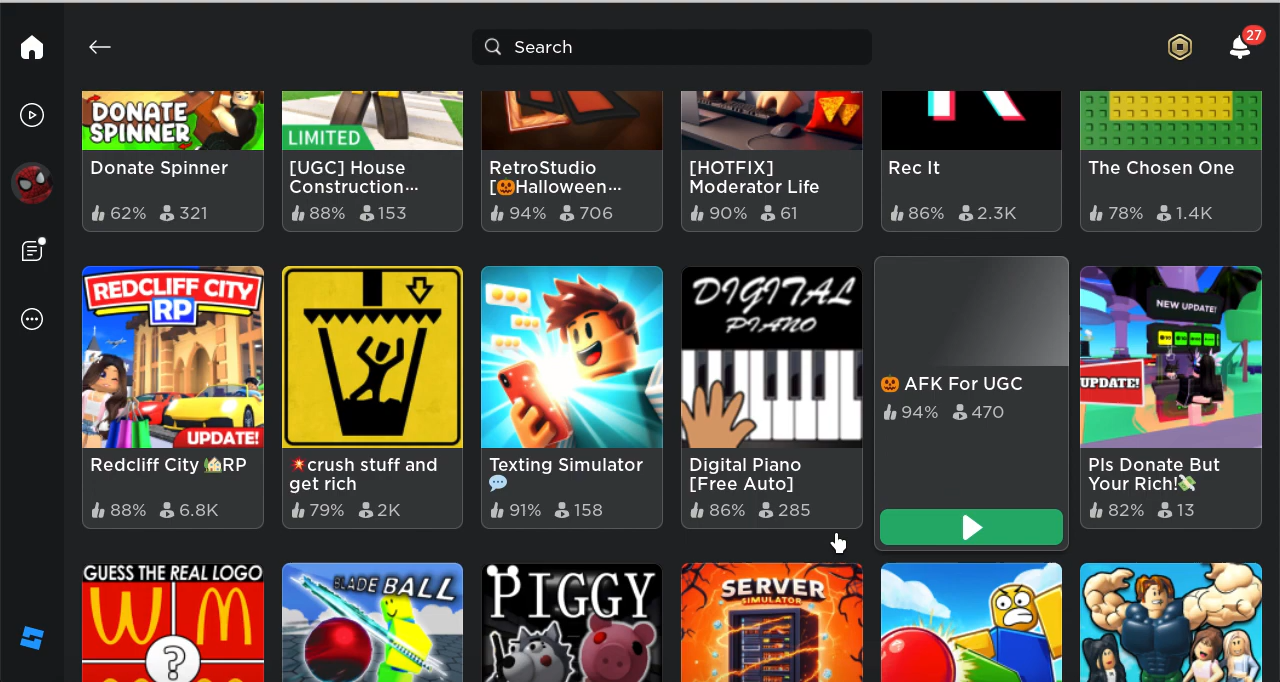 Search
27
DONATE
SPINNER
LIMITED
Donate Spinner
62% 321
[UGC] House
Construction...
88% 153
RetroStudio
[🎃Halloween...
94% 706
[HOTFIX]
Moderator Life
90% 61
Rec It
86% 2.3K
The Chosen One
78% 1.4K
REDCLIFF CITY
RP
UPDATE!
Redcliff City 🏡RP
88% 6.8K
💥crush stuff and
get rich
79% 2K
Texting Simulator
💬
91% 158
DIGITAL
PIANO
Digital Piano
[Free Auto]
86% 285
🎃 AFK For UGC
94% 470
NEW UPDATE!
UPDATE!
Pls Donate But
Your Rich!💸
82% 13
GUESS THE REAL LOGO
?
BLADE BALL
PIGGY
SERVER
SIMULATOR